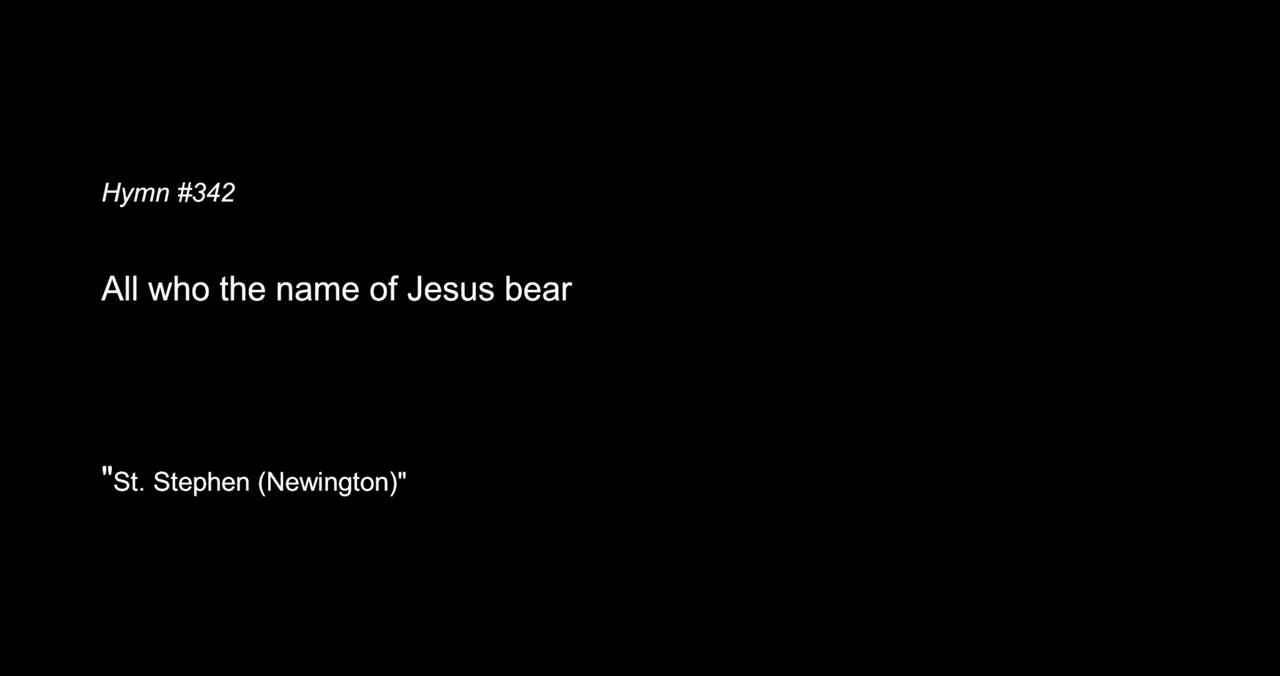 Hymn #342
All who the name of Jesus bear
"St. Stephen (Newington)"